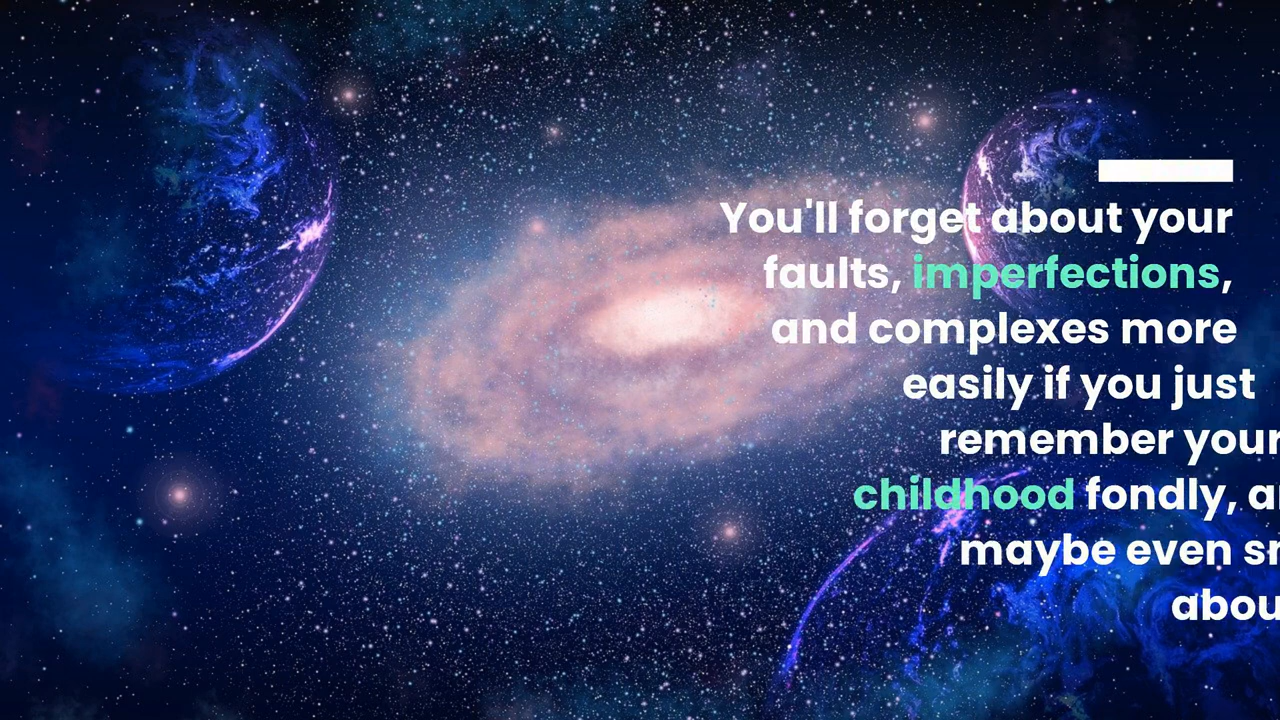 You'll forget about your
faults, imperfections,
and complexes more
easily if you just
remember your
childhood fondly,
maybe even